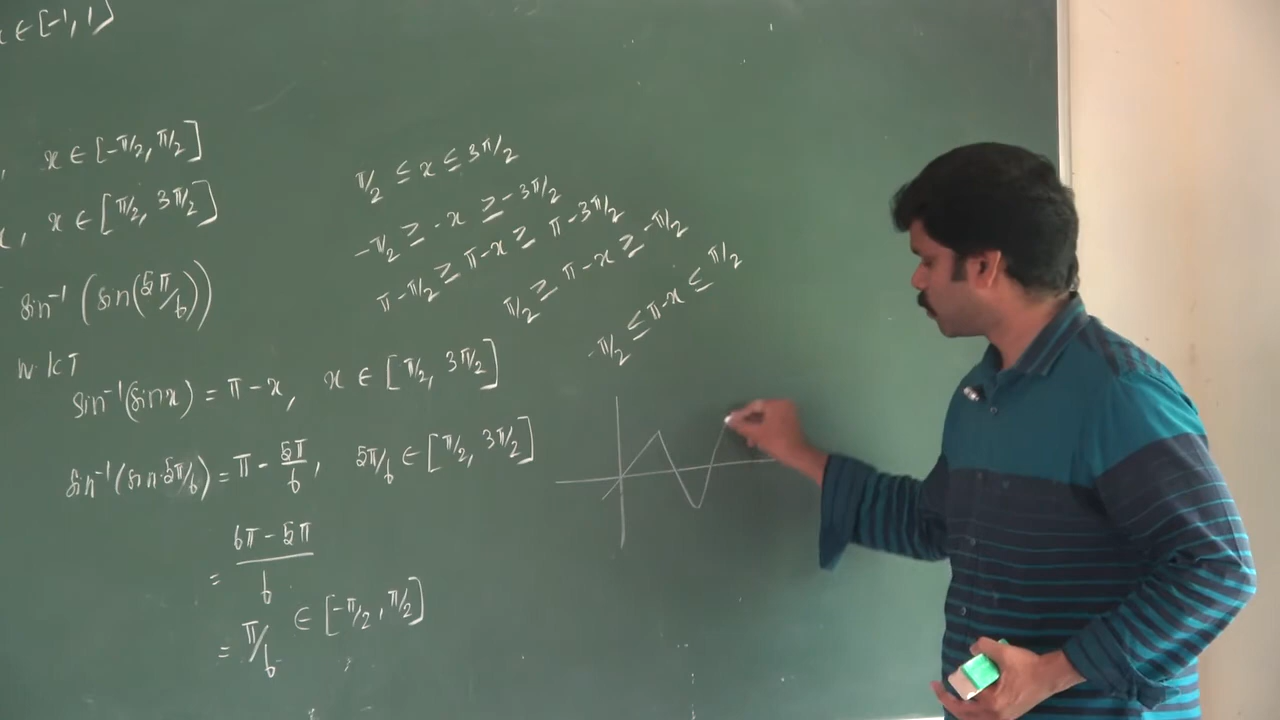 x ∈ [-1, 1]
, x ∈ [-π/2, π/2]
x, x ∈ [π/2, 3π/2]
sin⁻¹ (sin(5π/6))
W.K.T
sin⁻¹(sin x) = π - x, x ∈ [π/2, 3π/2]
sin⁻¹(sin 5π/6) = π - 5π/6, 5π/6 ∈ [π/2, 3π/2]
= 6π - 5π / 6
= π/6 ∈ [-π/2, π/2]
π/2 ≤ x ≤ 3π/2
-π/2 ≥ -x ≥ -3π/2
π - π/2 ≥ π - x ≥ π - 3π/2
π/2 ≥ π - x ≥ -π/2
-π/2 ≤ π - x ≤ π/2